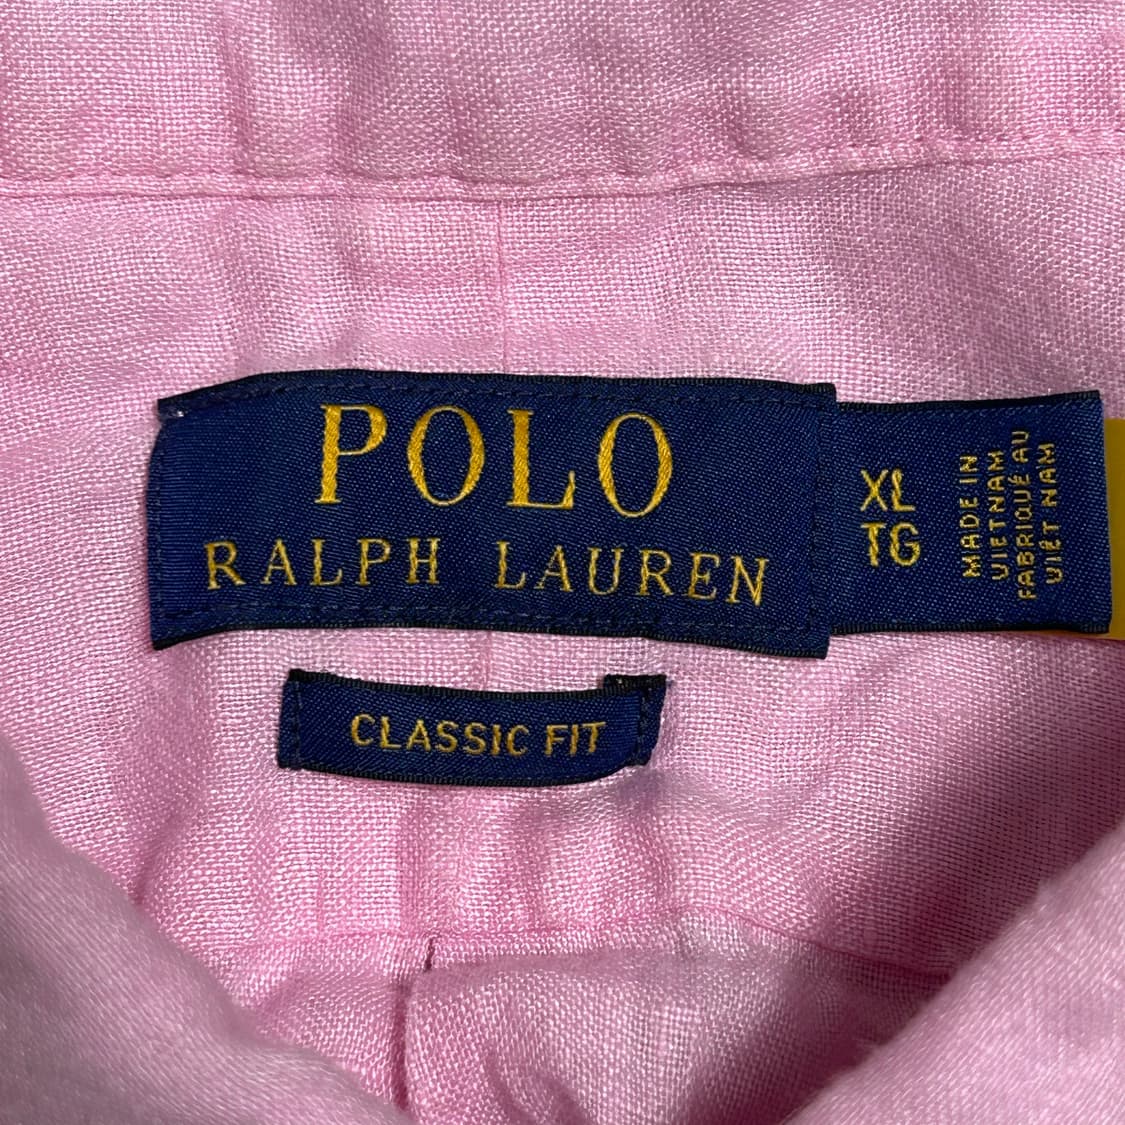 POLO
RALPH LAUREN
XL
TG
MADE IN
VIETNAM
FABRIQUÉ AU
VIÊT NAM
CLASSIC FIT